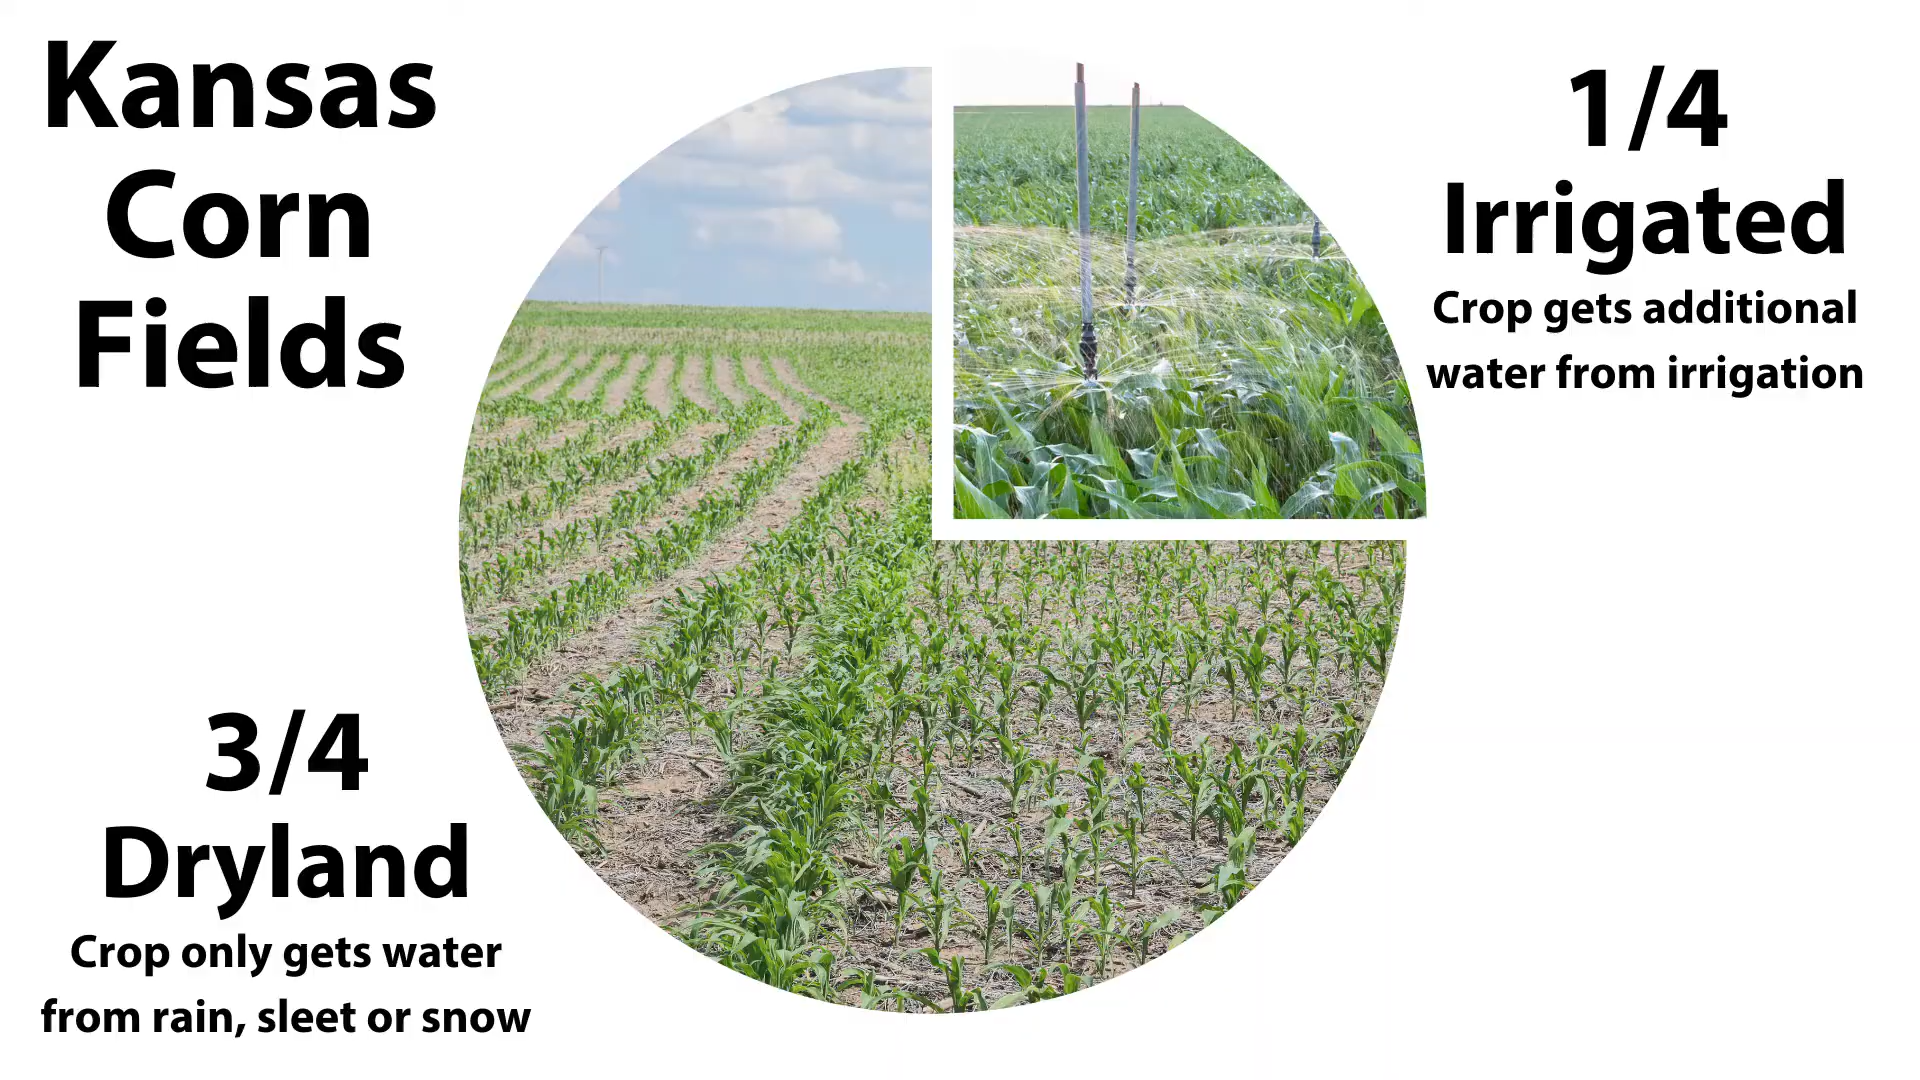 Kansas
Corn
Fields
1/4
Irrigated
Crop gets additional
water from irrigation
3/4
Dryland
Crop only gets water
from rain, sleet or snow